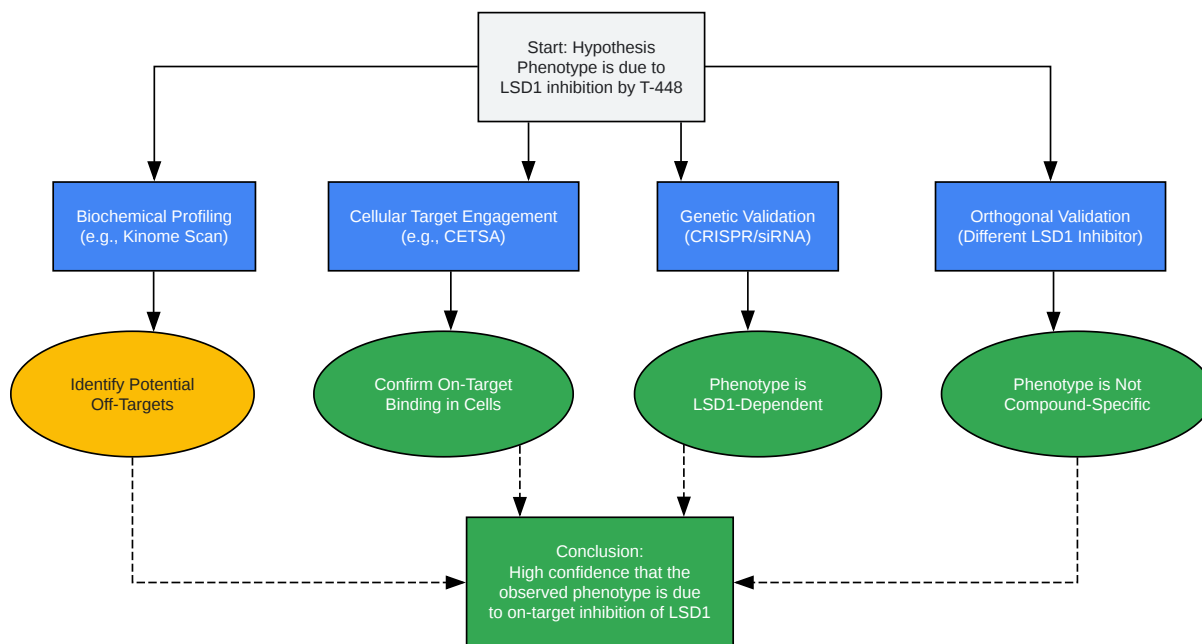 Start: Hypothesis
Phenotype is due to
LSD1 inhibition by T-448
Biochemical Profiling
(e.g., Kinome Scan)
Cellular Target Engagement
(e.g., CETSA)
Genetic Validation
(CRISPR/siRNA)
Orthogonal Validation
(Different LSD1 Inhibitor)
Identify Potential
Off-Targets
Confirm On-Target
Binding in Cells
Phenotype is
LSD1-Dependent
Phenotype is Not
Compound-Specific
Conclusion:
High confidence that the
observed phenotype is due
to on-target inhibition of LSD1